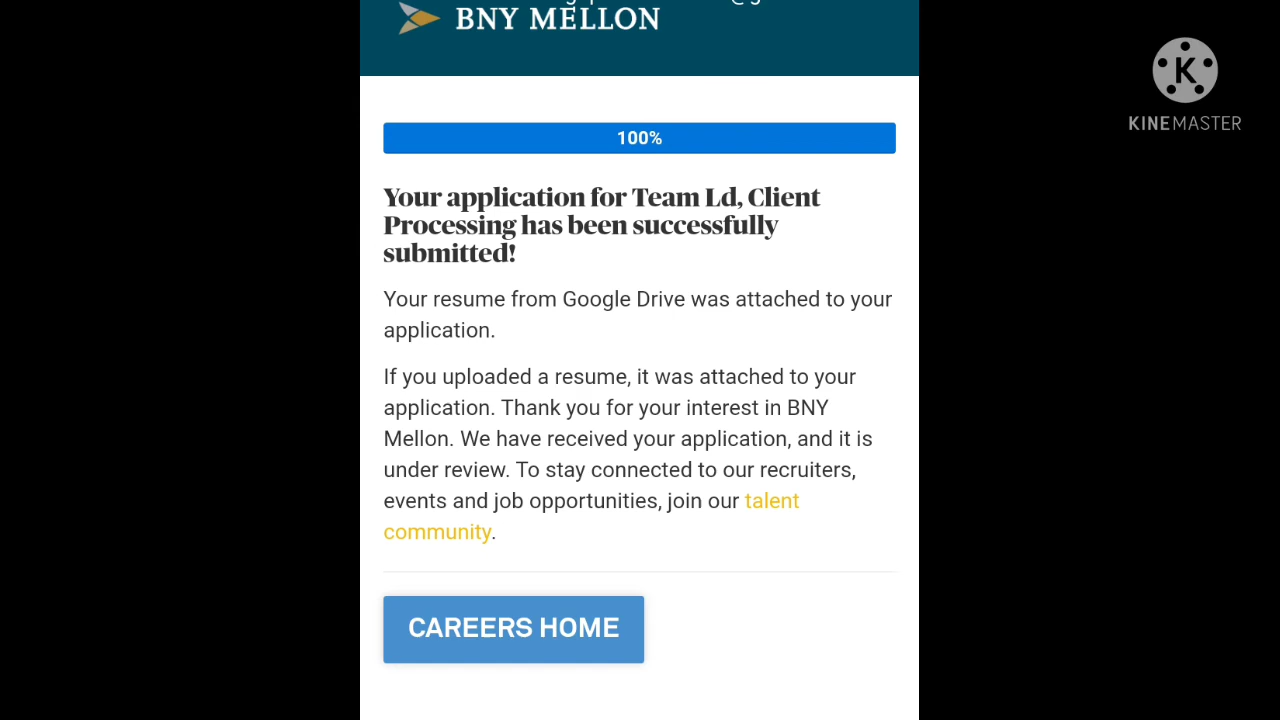 BNY MELLON
KINEMASTER
100%
Your application for Team Ld, Client
Processing has been successfully
submitted!
Your resume from Google Drive was attached to your
application.
If you uploaded a resume, it was attached to your
application. Thank you for your interest in BNY
Mellon. We have received your application, and it is
under review. To stay connected to our recruiters,
events and job opportunities, join our talent
community.
CAREERS HOME